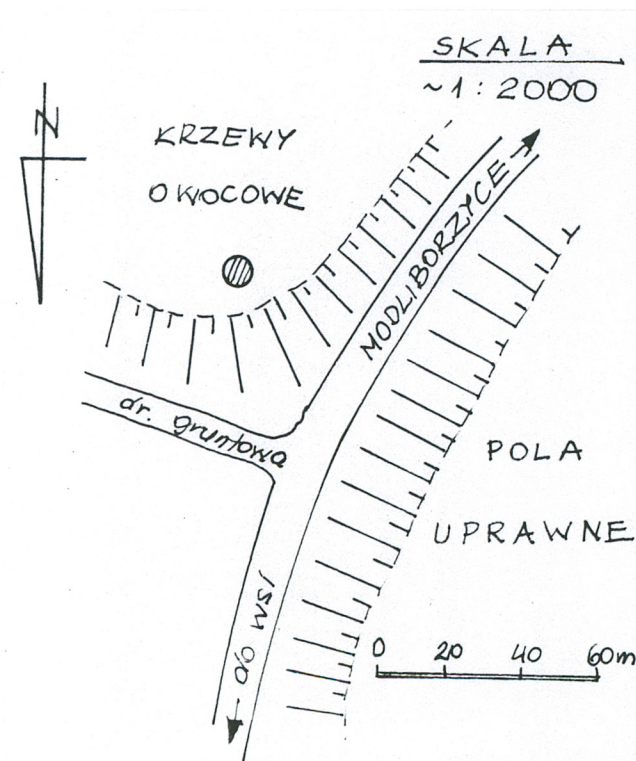 SKALA
~1:2000
N
KRZEWY
OWOCOWE
MODLIBORZYCE
dr. gruntowa
POLA
UPRAWNE
do wsi
0 20 40 60m